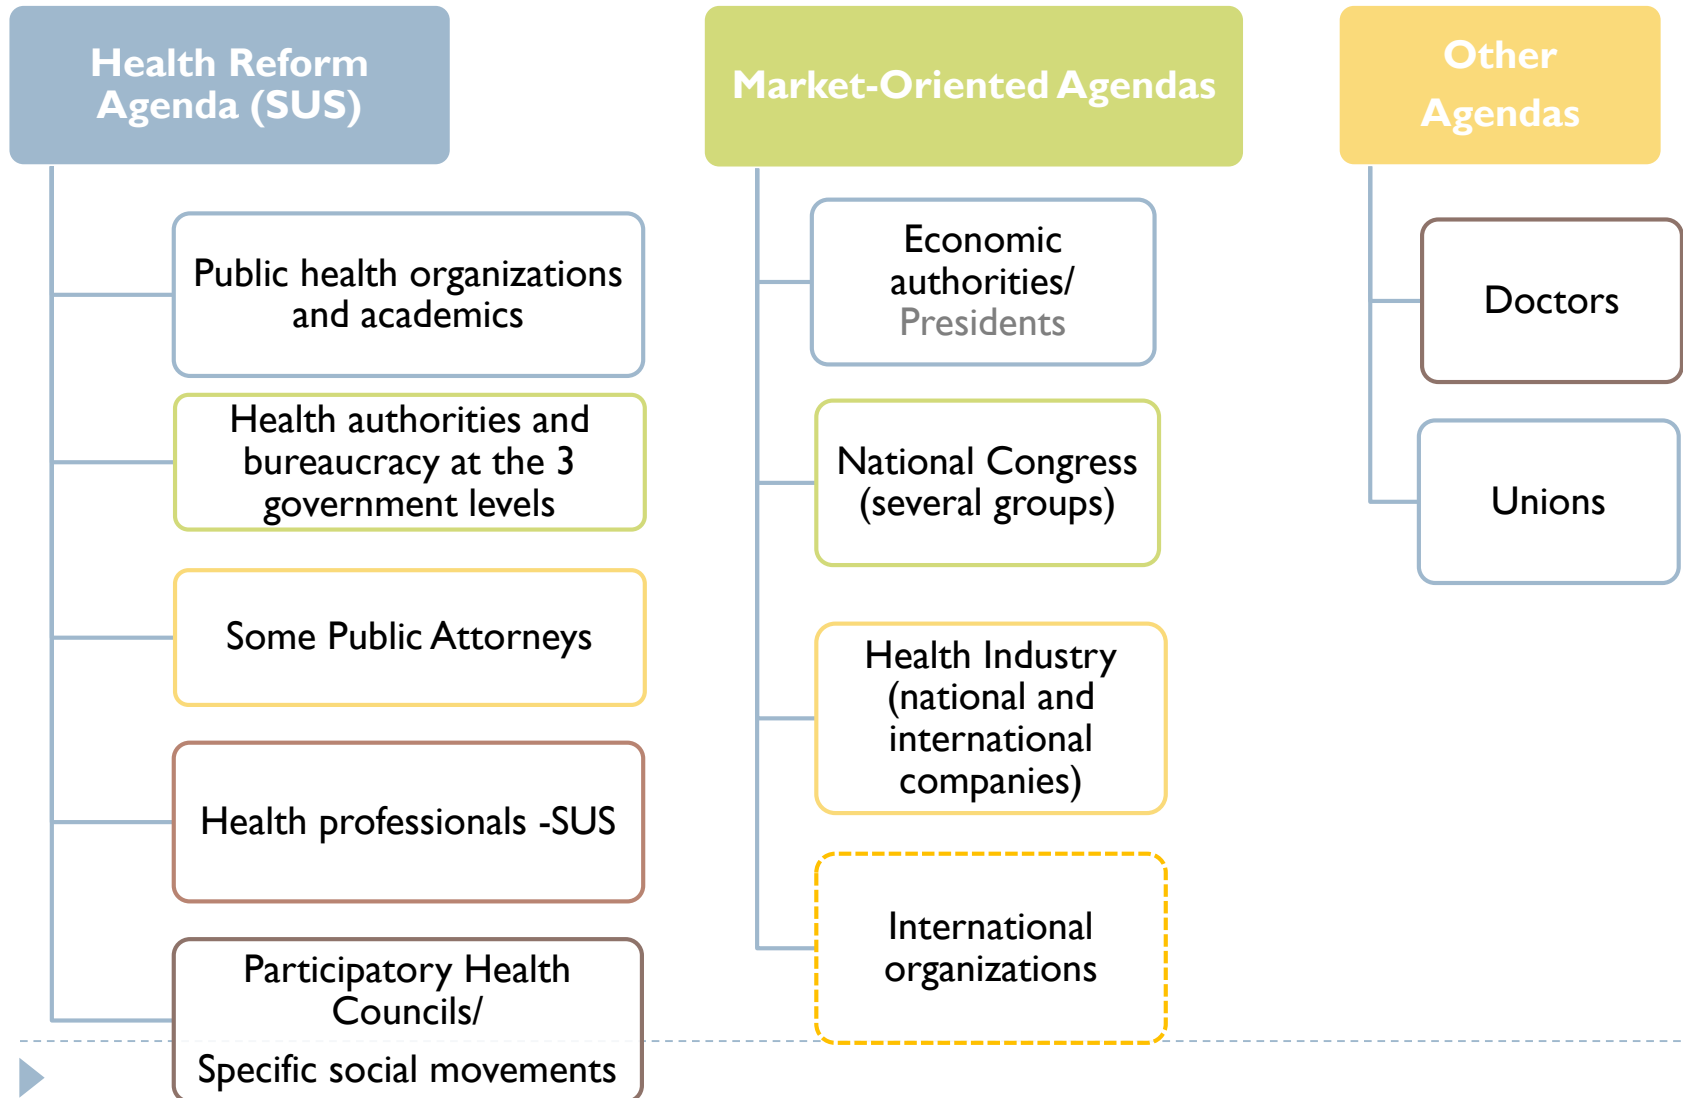 Health Reform
Agenda (SUS)
Public health organizations
and academics
Health authorities and
bureaucracy at the 3
government levels
Some Public Attorneys
Health professionals -SUS
Participatory Health
Councils/
Specific social movements
Market-Oriented Agendas
Economic
authorities/
Presidents
National Congress
(several groups)
Health Industry
(national and
international
companies)
International
organizations
Other
Agendas
Doctors
Unions